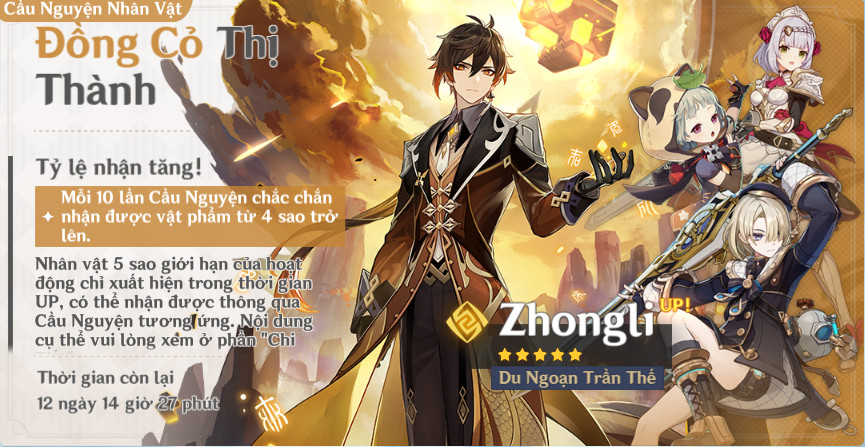 Cầu Nguyện Nhân Vật
Đồng Cỏ Thị
Thành
Tỷ lệ nhận tăng!
Mỗi 10 lần Cầu Nguyện chắc chắn
nhận được vật phẩm từ 4 sao trở
lên.
Nhân vật 5 sao giới hạn của hoạt
động chỉ xuất hiện trong thời gian
UP, có thể nhận được thông qua
Cầu Nguyện tương ứng. Nội dung
cụ thể vui lòng xem ở phần "Chi
Thời gian còn lại
12 ngày 14 giờ 27 phút
Zhongli UP!
Du Ngoạn Trần Thế